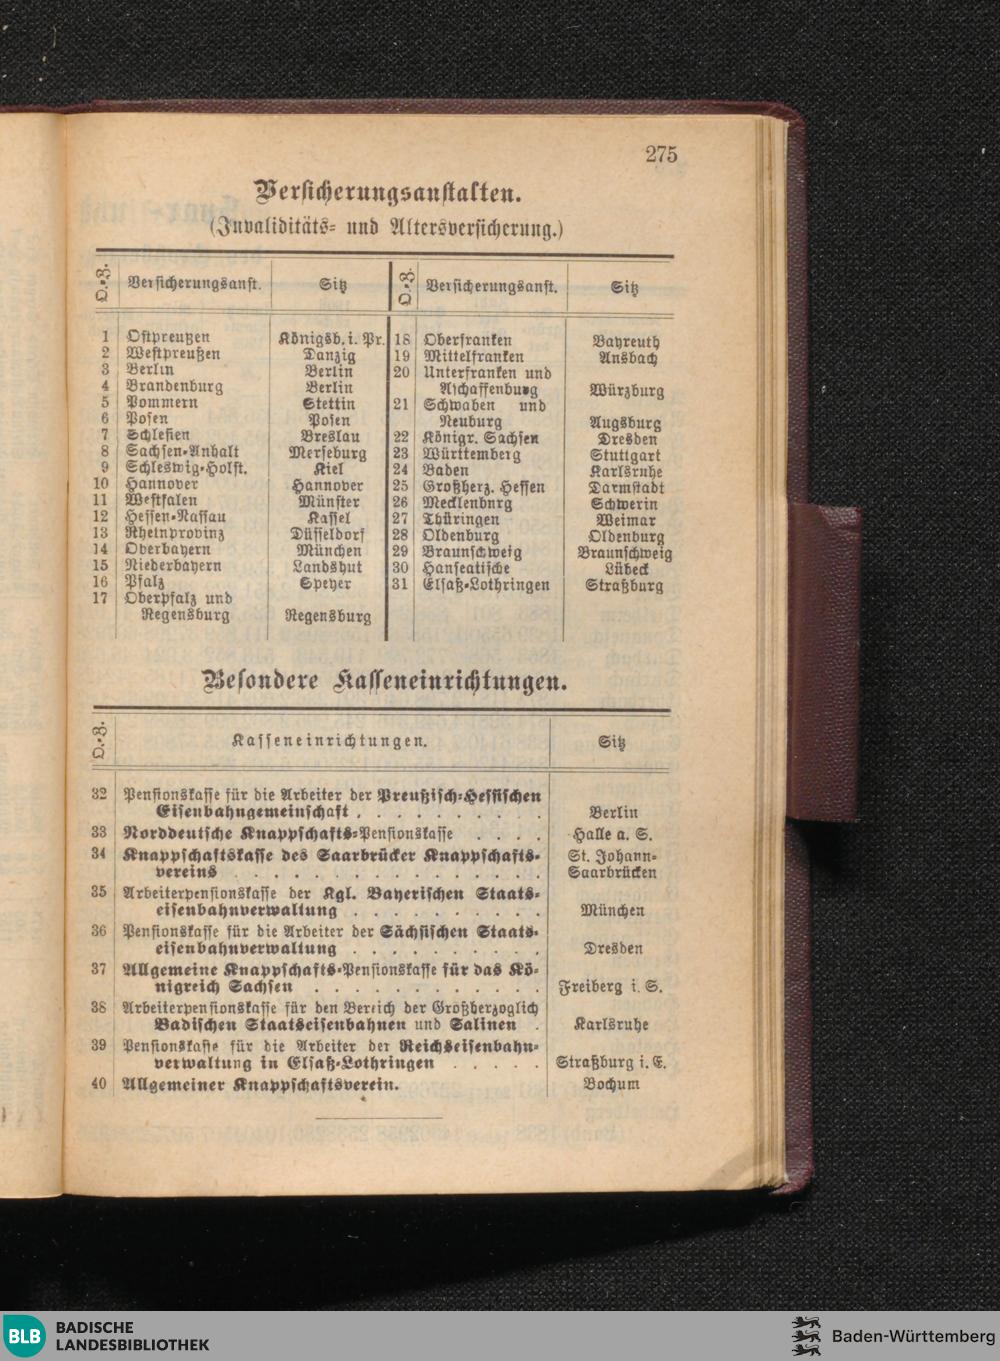 275
Versicherungsanstalten.
(Invaliditäts- und Altersversicherung.)
O.-Z. Versicherungsanst. Sitz O.-Z. Versicherungsanst. Sitz
1 Ostpreußen Königsb. i. Pr.
2 Westpreußen Danzig
3 Berlin Berlin
4 Brandenburg Berlin
5 Pommern Stettin
6 Posen Posen
7 Schlesien Breslau
8 Sachsen-Anhalt Merseburg
9 Schleswig-Holst. Kiel
10 Hannover Hannover
11 Westfalen Münster
12 Hessen-Nassau Kassel
13 Rheinprovinz Düsseldorf
14 Oberbayern München
15 Niederbayern Landshut
16 Pfalz Speyer
17 Oberpfalz und
Regensburg Regensburg
18 Oberfranken Bayreuth
19 Mittelfranken Ansbach
20 Unterfranken und
Aschaffenburg Würzburg
21 Schwaben und
Neuburg Augsburg
22 Königr. Sachsen Dresden
23 Württemberg Stuttgart
24 Baden Karlsruhe
25 Großherz. Hessen Darmstadt
26 Mecklenburg Schwerin
27 Thüringen Weimar
28 Oldenburg Oldenburg
29 Braunschweig Braunschweig
30 Hanseatische Lübeck
31 Elsaß-Lothringen Straßburg
Besondere Kasseneinrichtungen.
O.-Z. Kasseneinrichtungen. Sitz
32 Pensionskasse für die Arbeiter der Preußisch-Hessischen
Eisenbahngemeinschaft . . . . . . . . . . Berlin
33 Norddeutsche Knappschafts-Pensionskasse . . . . Halle a. S.
34 Knappschaftskasse des Saarbrücker Knappschafts- St. Johann-
vereins . . . . . . . . . . . . . . . Saarbrücken
35 Arbeiterpensionskasse der Kgl. Bayerischen Staats-
eisenbahnverwaltung . . . . . . . . . . München
36 Pensionskasse für die Arbeiter der Sächsischen Staats-
eisenbahnverwaltung . . . . . . . . . . Dresden
37 Allgemeine Knappschafts-Pensionskasse für das Kö-
nigreich Sachsen . . . . . . . . . . . . Freiberg i. S.
38 Arbeiterpensionskasse für den Bereich der Großherzoglich
Badischen Staatseisenbahnen und Salinen . Karlsruhe
39 Pensionskasse für die Arbeiter der Reichseisenbahn-
verwaltung in Elsaß-Lothringen . . . . . Straßburg i. E.
40 Allgemeiner Knappschaftsverein. Bochum
BLB BADISCHE
LANDESBIBLIOTHEK
Baden-Württemberg